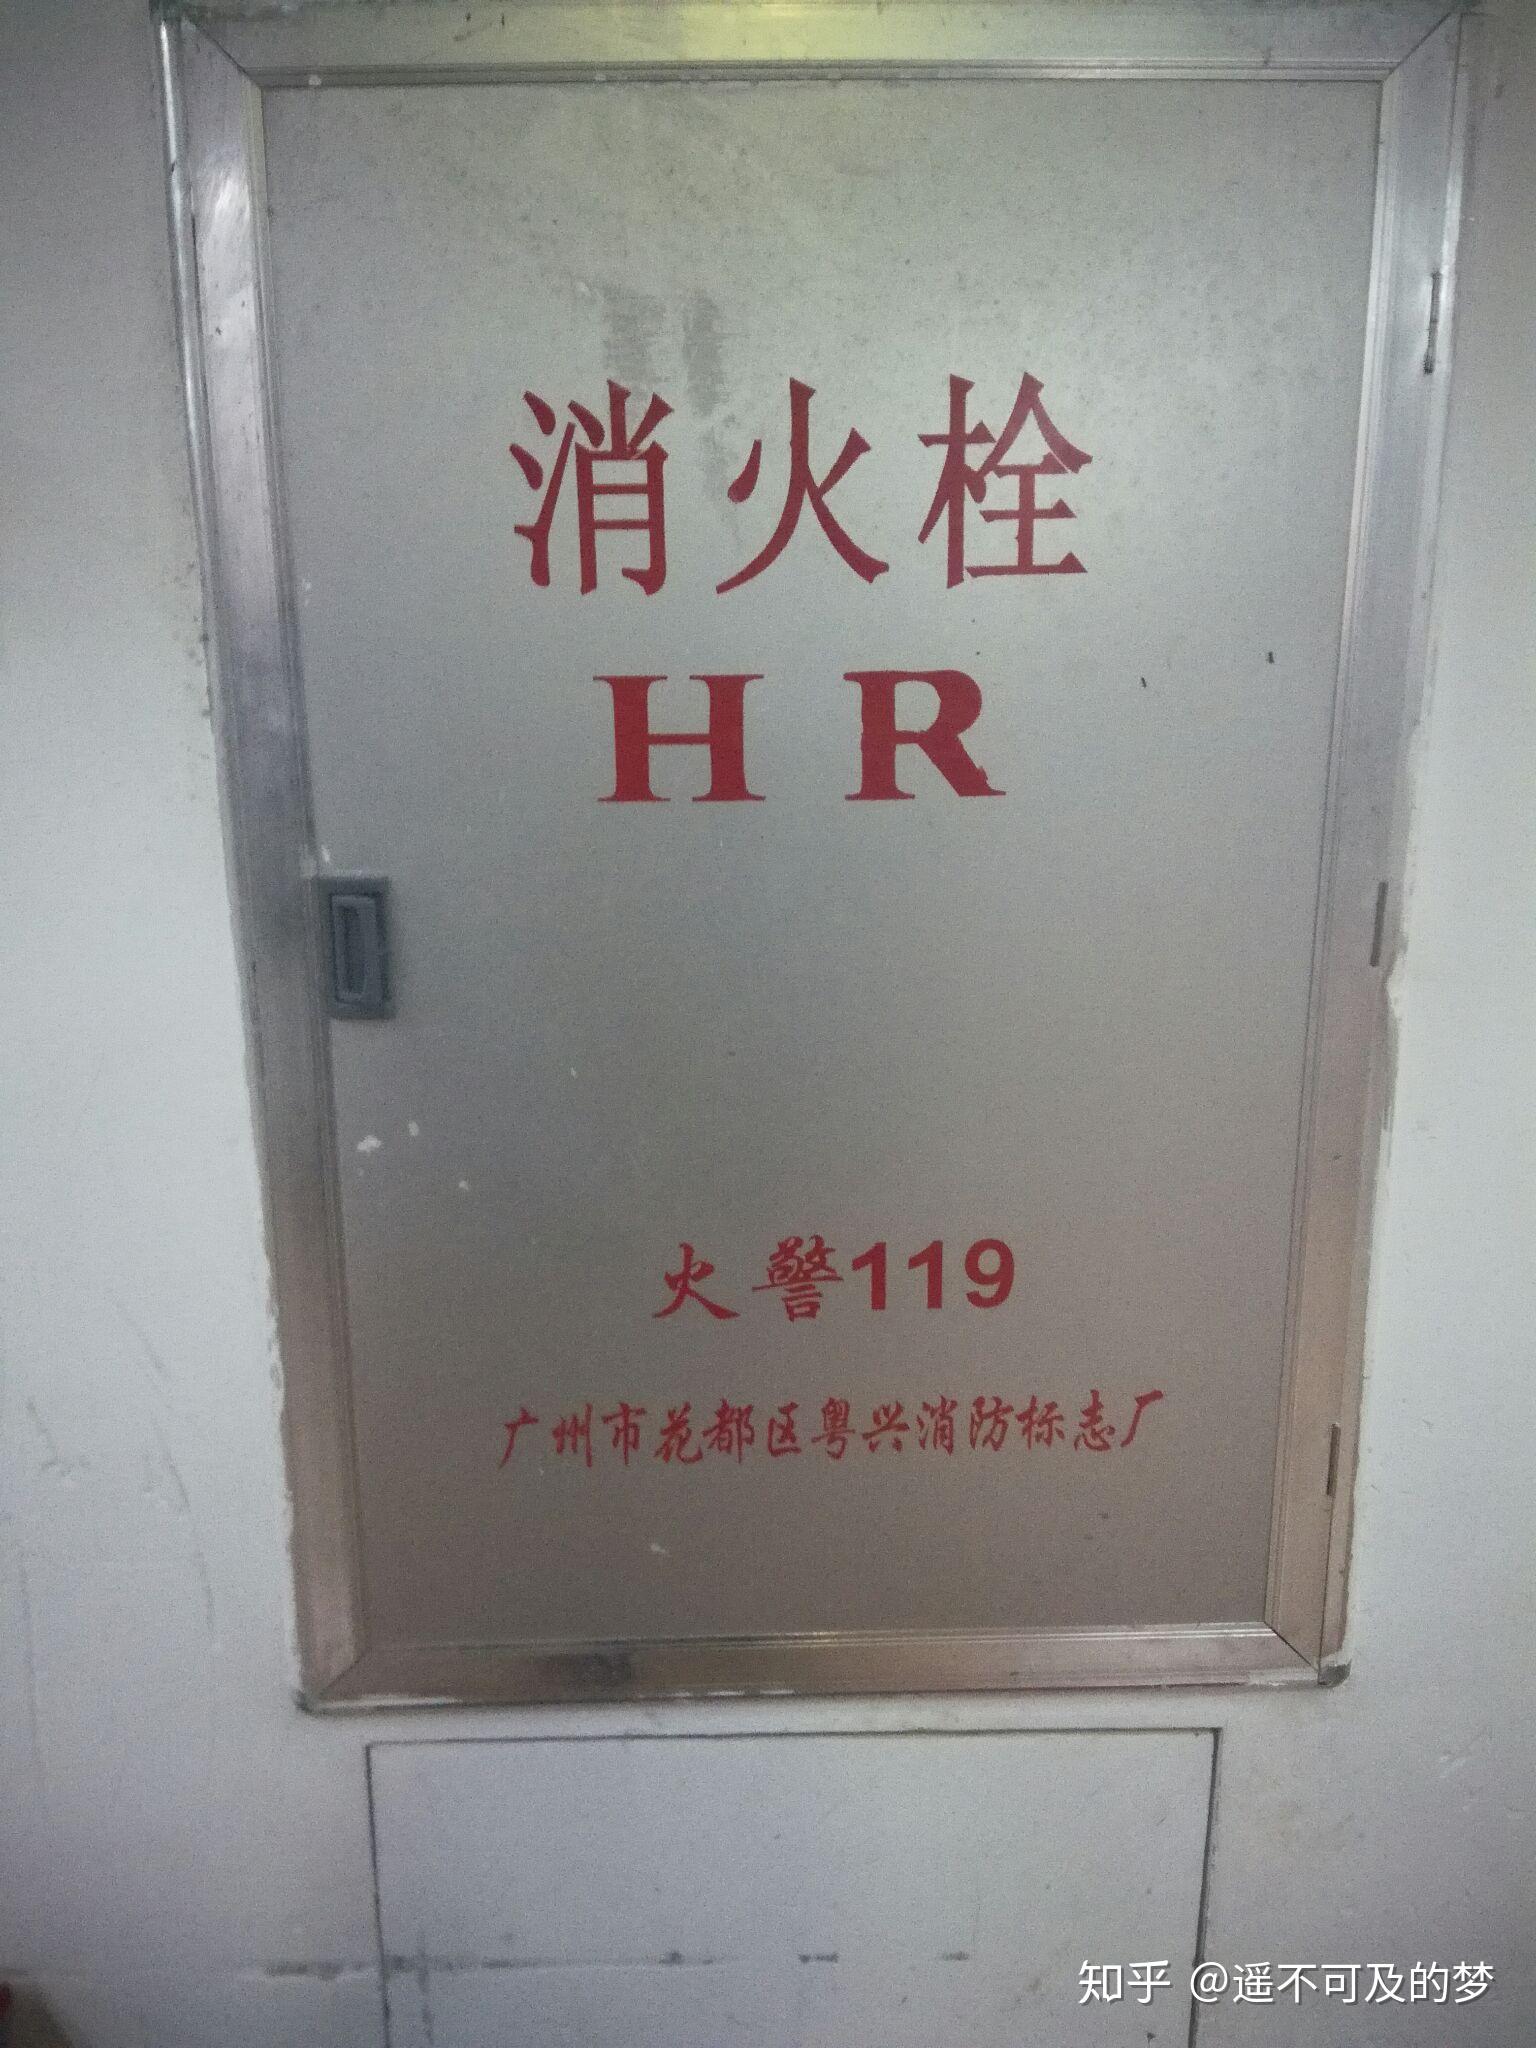 消火栓
H R
火警119
广州市花都区粤兴消防标志厂
知乎 @遥不可及的梦